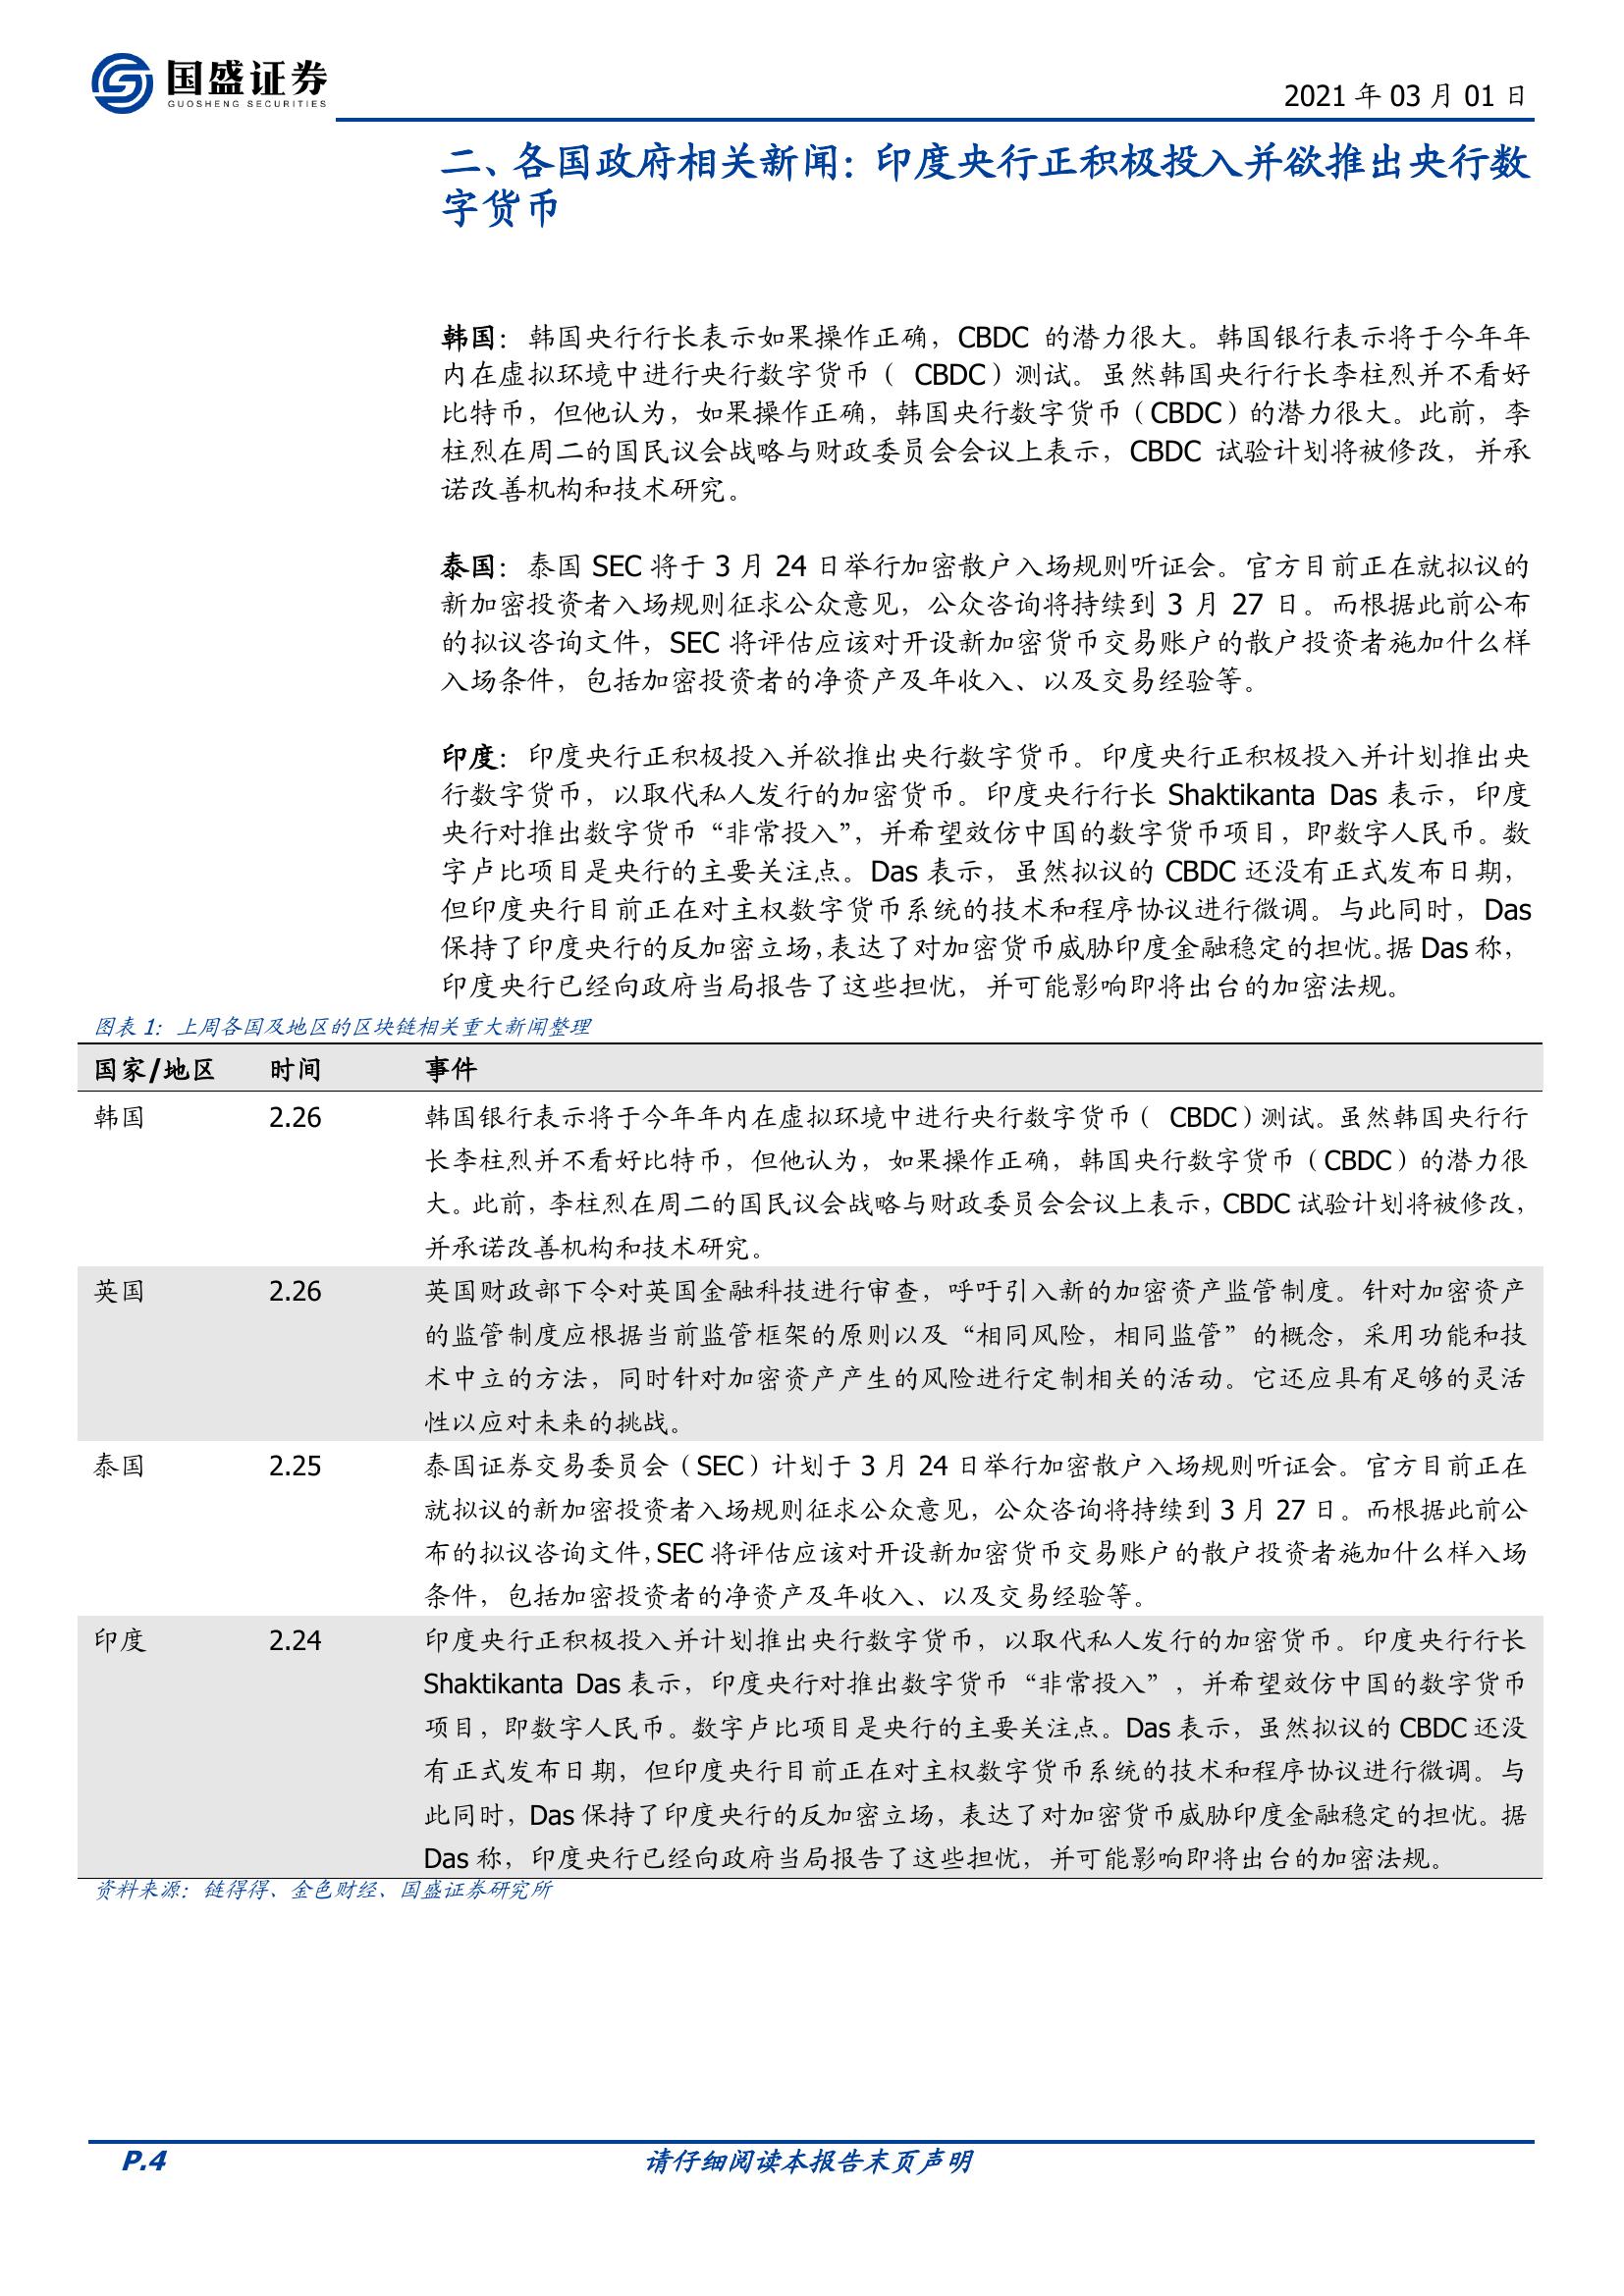 国盛证券
GUOSHENG SECURITIES
2021 年 03 月 01 日
二、各国政府相关新闻：印度央行正积极投入并欲推出央行数
字货币
韩国：韩国央行行长表示如果操作正确，CBDC 的潜力很大。韩国银行表示将于今年年
内在虚拟环境中进行央行数字货币（ CBDC）测试。虽然韩国央行行长李柱烈并不看好
比特币，但他认为，如果操作正确，韩国央行数字货币（CBDC）的潜力很大。此前，李
柱烈在周二的国民议会战略与财政委员会会议上表示，CBDC 试验计划将被修改，并承
诺改善机构和技术研究。
泰国：泰国 SEC 将于 3 月 24 日举行加密散户入场规则听证会。官方目前正在就拟议的
新加密投资者入场规则征求公众意见，公众咨询将持续到 3 月 27 日。而根据此前公布
的拟议咨询文件，SEC 将评估应该对开设新加密货币交易账户的散户投资者施加什么样
入场条件，包括加密投资者的净资产及年收入、以及交易经验等。
印度：印度央行正积极投入并欲推出央行数字货币。印度央行正积极投入并计划推出央
行数字货币，以取代私人发行的加密货币。印度央行行长 Shaktikanta Das 表示，印度
央行对推出数字货币“非常投入”，并希望效仿中国的数字货币项目，即数字人民币。数
字卢比项目是央行的主要关注点。Das 表示，虽然拟议的 CBDC 还没有正式发布日期，
但印度央行目前正在对主权数字货币系统的技术和程序协议进行微调。与此同时，Das
保持了印度央行的反加密立场，表达了对加密货币威胁印度金融稳定的担忧。据 Das 称，
印度央行已经向政府当局报告了这些担忧，并可能影响即将出台的加密法规。
图表 1：上周各国及地区的区块链相关重大新闻整理
国家/地区 时间 事件
韩国 2.26 韩国银行表示将于今年年内在虚拟环境中进行央行数字货币（ CBDC）测试。虽然韩国央行行
长李柱烈并不看好比特币，但他认为，如果操作正确，韩国央行数字货币（CBDC）的潜力很
大。此前，李柱烈在周二的国民议会战略与财政委员会会议上表示，CBDC 试验计划将被修改，
并承诺改善机构和技术研究。
英国 2.26 英国财政部下令对英国金融科技进行审查，呼吁引入新的加密资产监管制度。针对加密资产
的监管制度应根据当前监管框架的原则以及“相同风险，相同监管”的概念，采用功能和技
术中立的方法，同时针对加密资产产生的风险进行定制相关的活动。它还应具有足够的灵活
性以应对未来的挑战。
泰国 2.25 泰国证券交易委员会（SEC）计划于 3 月 24 日举行加密散户入场规则听证会。官方目前正在
就拟议的新加密投资者入场规则征求公众意见，公众咨询将持续到 3 月 27 日。而根据此前公
布的拟议咨询文件，SEC 将评估应该对开设新加密货币交易账户的散户投资者施加什么样入场
条件，包括加密投资者的净资产及年收入、以及交易经验等。
印度 2.24 印度央行正积极投入并计划推出央行数字货币，以取代私人发行的加密货币。印度央行行长
Shaktikanta Das 表示，印度央行对推出数字货币“非常投入”，并希望效仿中国的数字货币
项目，即数字人民币。数字卢比项目是央行的主要关注点。Das 表示，虽然拟议的 CBDC 还没
有正式发布日期，但印度央行目前正在对主权数字货币系统的技术和程序协议进行微调。与
此同时，Das 保持了印度央行的反加密立场，表达了对加密货币威胁印度金融稳定的担忧。据
Das 称，印度央行已经向政府当局报告了这些担忧，并可能影响即将出台的加密法规。
资料来源：链得得、金色财经、国盛证券研究所
P.4 请仔细阅读本报告末页声明